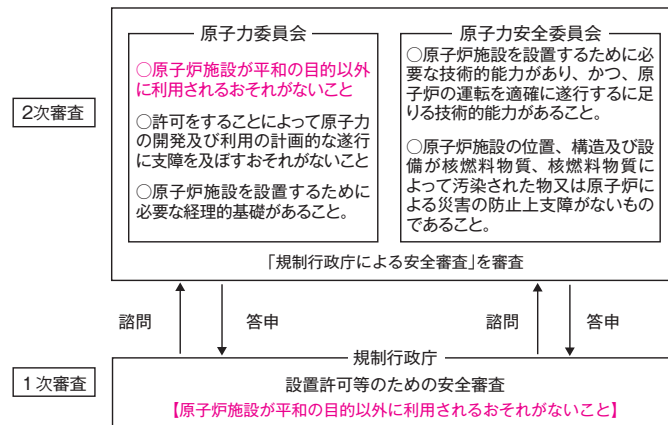 2次審査
原子力委員会
○原子炉施設が平和の目的以外
に利用されるおそれがないこと
○許可をすることによって原子力
の開発及び利用の計画的な遂行
に支障を及ぼすおそれがないこと
○原子炉施設を設置するために
必要な経理的基礎があること。
原子力安全委員会
○原子炉施設を設置するために必
要な技術的能力があり、かつ、原
子炉の運転を適確に遂行するに足
りる技術的能力があること。
○原子炉施設の位置、構造及び設
備が核燃料物質、核燃料物質に
よって汚染された物又は原子炉に
よる災害の防止上支障がないもの
であること。
「規制行政庁による安全審査」を審査
諮問
答申
諮問
答申
1次審査
規制行政庁
設置許可等のための安全審査
【原子炉施設が平和の目的以外に利用されるおそれがないこと】